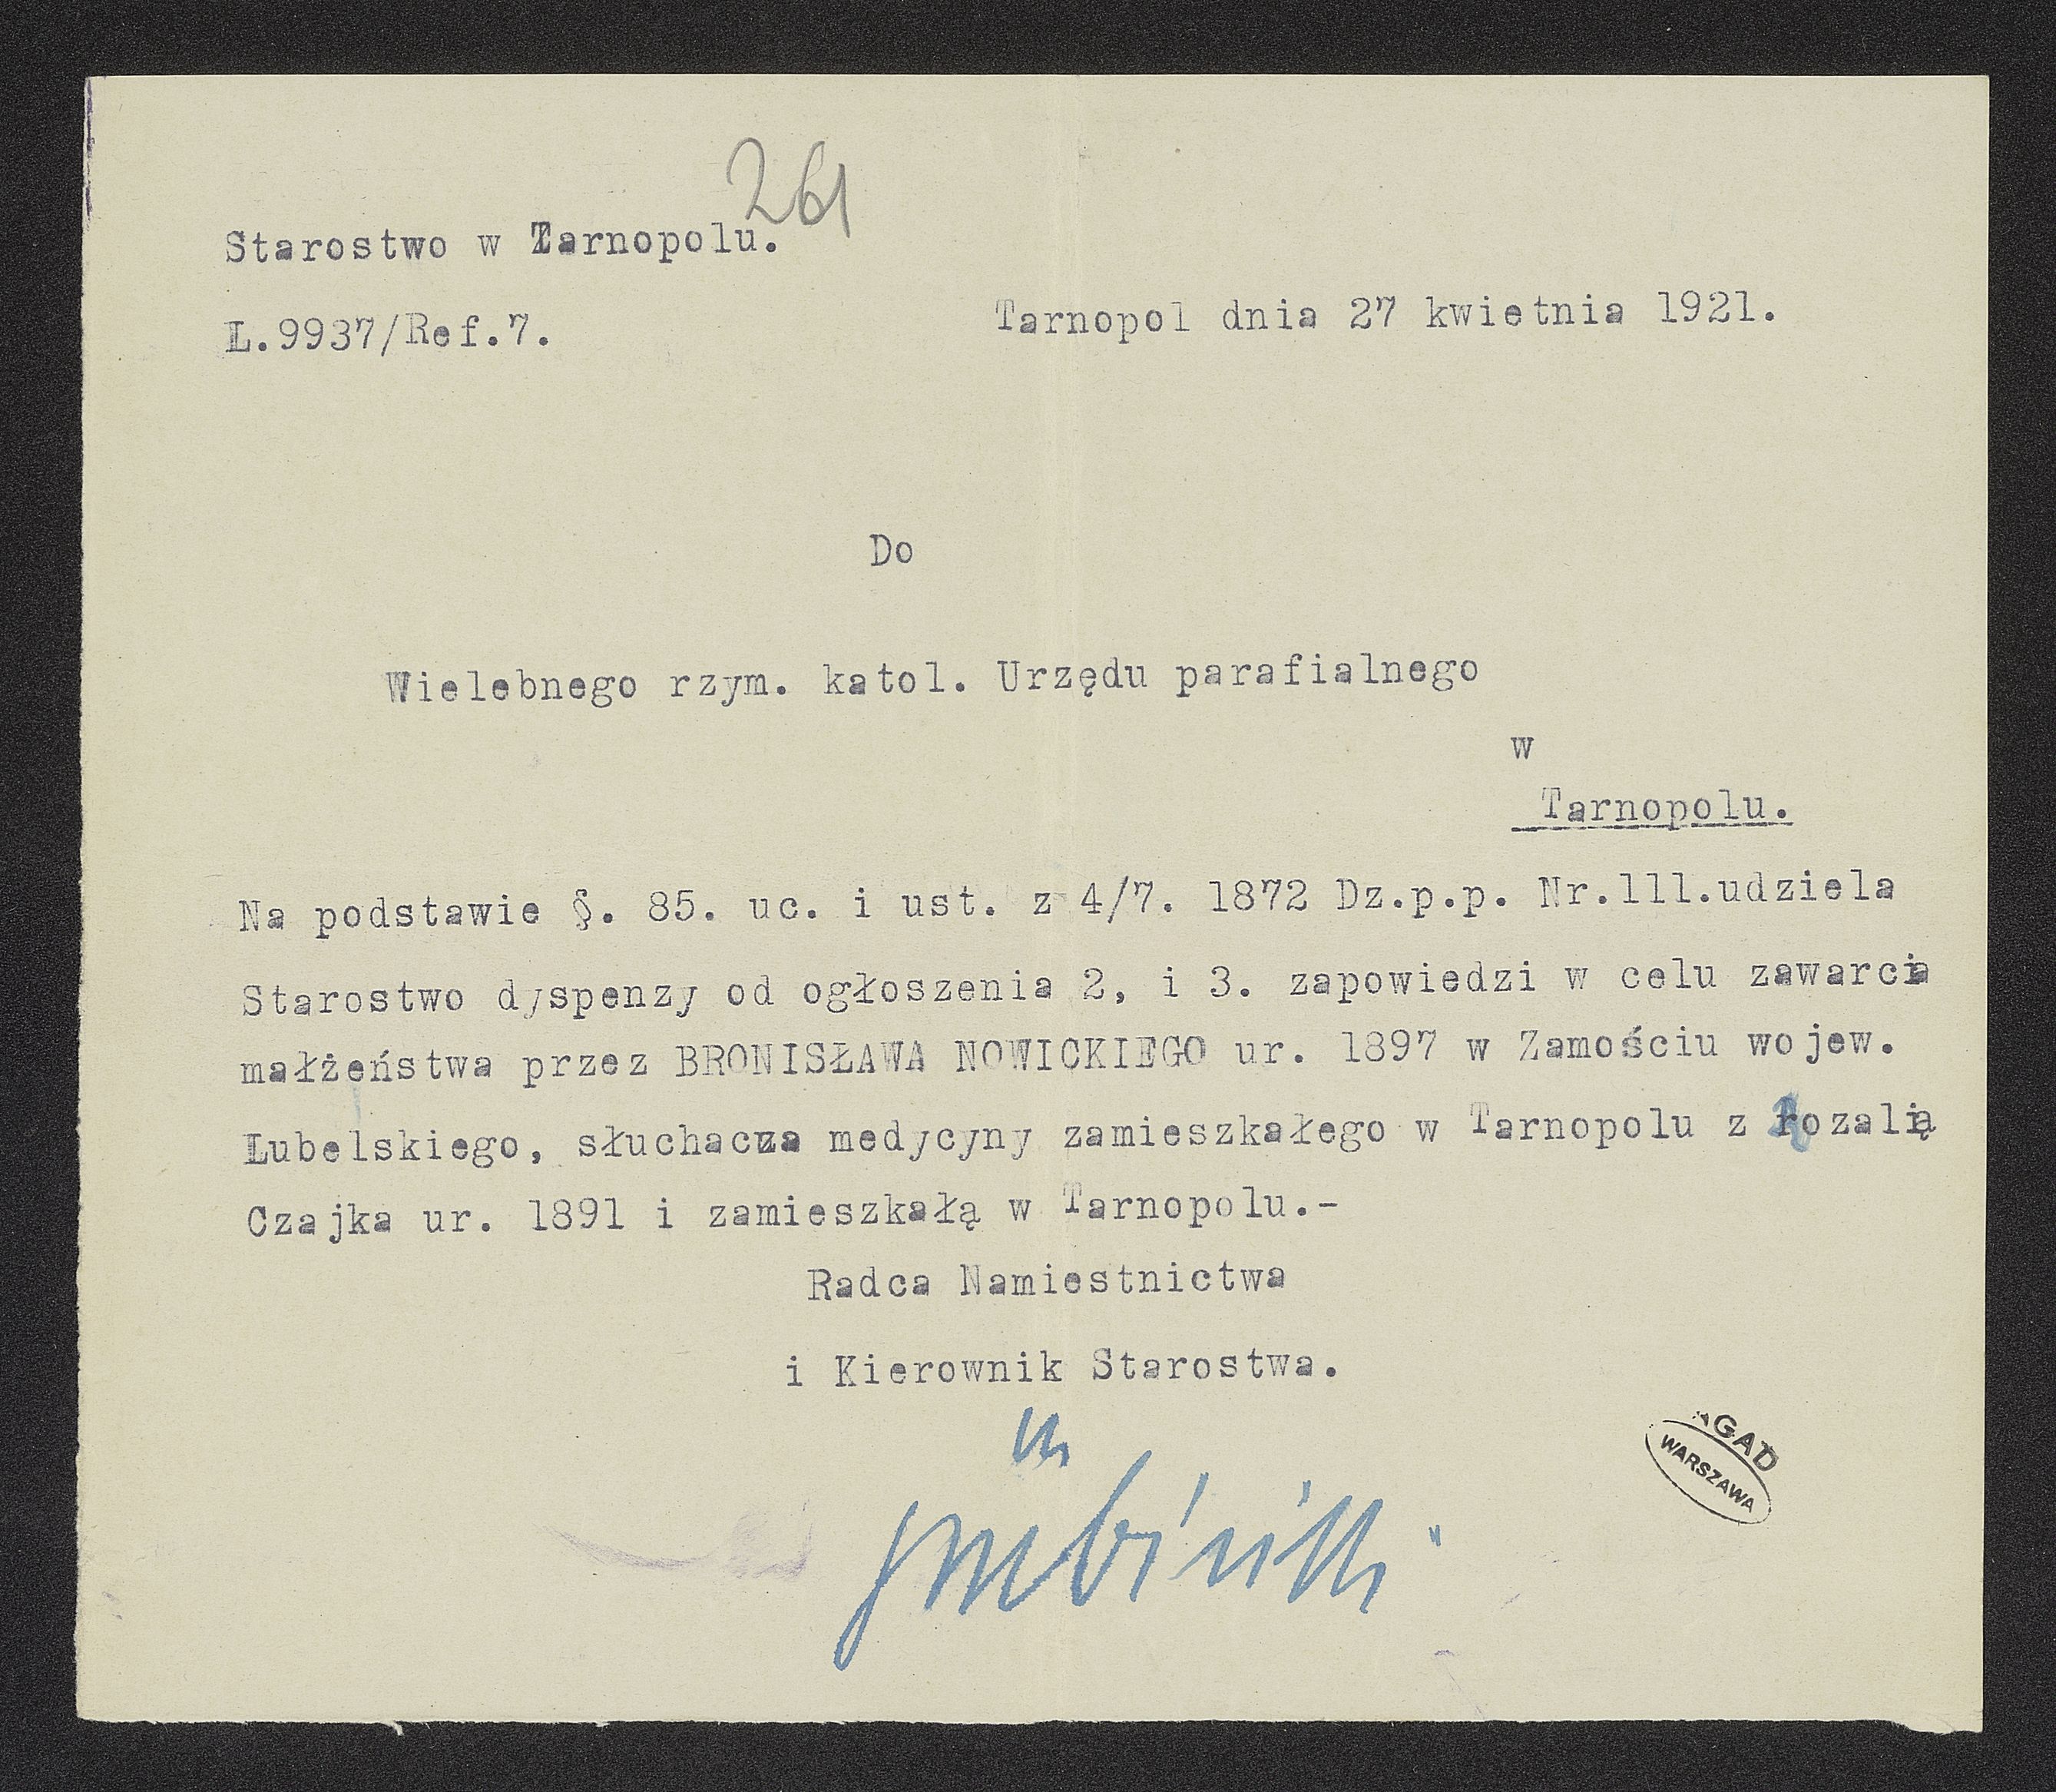 261
Starostwo w Tarnopolu.
L.9937/Ref.7.
Tarnopol dnia 27 kwietnia 1921.
Do
Wielebnego rzym. katol. Urzędu parafialnego
w
Tarnopolu.
Na podstawie §. 85. uc. i ust. z 4/7. 1872 Dz.p.p. Nr.lll.udziela
Starostwo dyspenzy od ogłoszenia 2, i 3. zapowiedzi w celu zawarcia
małżeństwa przez BRONISŁAWA NOWICKIEGO ur. 1897 w Zamościu wojew.
Lubelskiego, słuchacza medycyny zamieszkałego w Tarnopolu z Rozalią
Czajka ur. 1891 i zamieszkałą w Tarnopolu.-
Radca Namiestnictwa
i Kierownik Starostwa.
AGAD
WARSZAWA